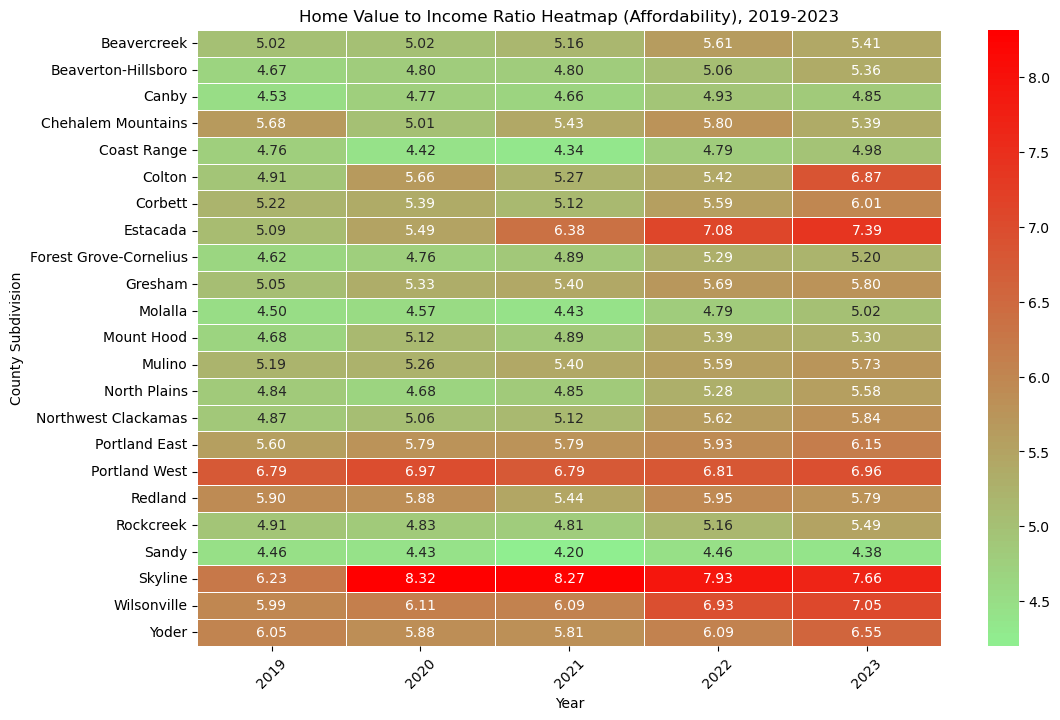 Home Value to Income Ratio Heatmap (Affordability), 2019-2023
County Subdivision
Beavercreek 5.02 5.02 5.16 5.61 5.41
Beaverton-Hillsboro 4.67 4.80 4.80 5.06 5.36
Canby 4.53 4.77 4.66 4.93 4.85
Chehalem Mountains 5.68 5.01 5.43 5.80 5.39
Coast Range 4.76 4.42 4.34 4.79 4.98
Colton 4.91 5.66 5.27 5.42 6.87
Corbett 5.22 5.39 5.12 5.59 6.01
Estacada 5.09 5.49 6.38 7.08 7.39
Forest Grove-Cornelius 4.62 4.76 4.89 5.29 5.20
Gresham 5.05 5.33 5.40 5.69 5.80
Molalla 4.50 4.57 4.43 4.79 5.02
Mount Hood 4.68 5.12 4.89 5.39 5.30
Mulino 5.19 5.26 5.40 5.59 5.73
North Plains 4.84 4.68 4.85 5.28 5.58
Northwest Clackamas 4.87 5.06 5.12 5.62 5.84
Portland East 5.60 5.79 5.79 5.93 6.15
Portland West 6.79 6.97 6.79 6.81 6.96
Redland 5.90 5.88 5.44 5.95 5.79
Rockcreek 4.91 4.83 4.81 5.16 5.49
Sandy 4.46 4.43 4.20 4.46 4.38
Skyline 6.23 8.32 8.27 7.93 7.66
Wilsonville 5.99 6.11 6.09 6.93 7.05
Yoder 6.05 5.88 5.81 6.09 6.55
2019 2020 2021 2022 2023
Year
8.0
7.5
7.0
6.5
6.0
5.5
5.0
4.5